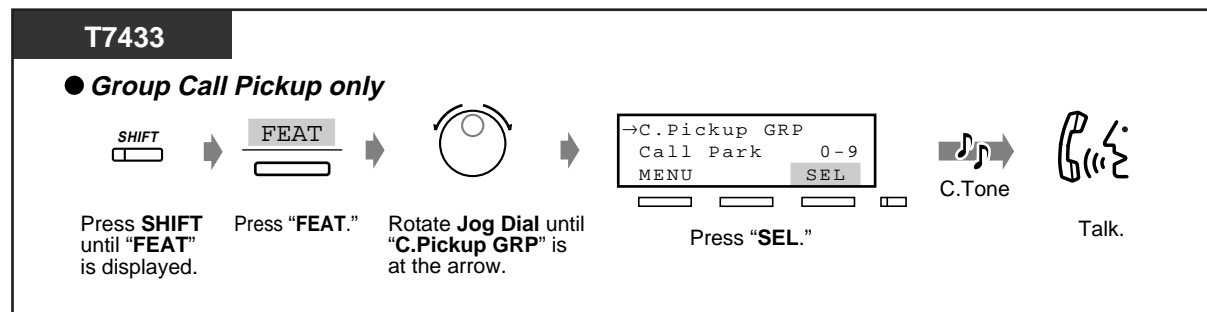 T7433
● Group Call Pickup only
SHIFT
FEAT
→C.Pickup GRP
Call Park 0-9
MENU SEL
C.Tone
Press SHIFT
until “FEAT”
is displayed.
Press “FEAT.”
Rotate Jog Dial until
“C.Pickup GRP” is
at the arrow.
Press “SEL.”
Talk.